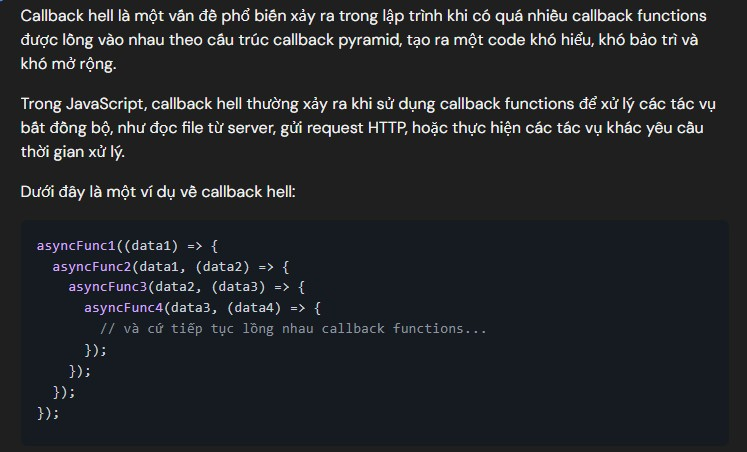 Callback hell là một vấn đề phổ biến xảy ra trong lập trình khi có quá nhiều callback functions
được lồng vào nhau theo cấu trúc callback pyramid, tạo ra một code khó hiểu, khó bảo trì và
khó mở rộng.
Trong JavaScript, callback hell thường xảy ra khi sử dụng callback functions để xử lý các tác vụ
bất đồng bộ, như đọc file từ server, gửi request HTTP, hoặc thực hiện các tác vụ khác yêu cầu
thời gian xử lý.
Dưới đây là một ví dụ về callback hell:
asyncFunc1((data1) => {
  asyncFunc2(data1, (data2) => {
    asyncFunc3(data2, (data3) => {
      asyncFunc4(data3, (data4) => {
        // và cứ tiếp tục lồng nhau callback functions...
      });
    });
  });
});